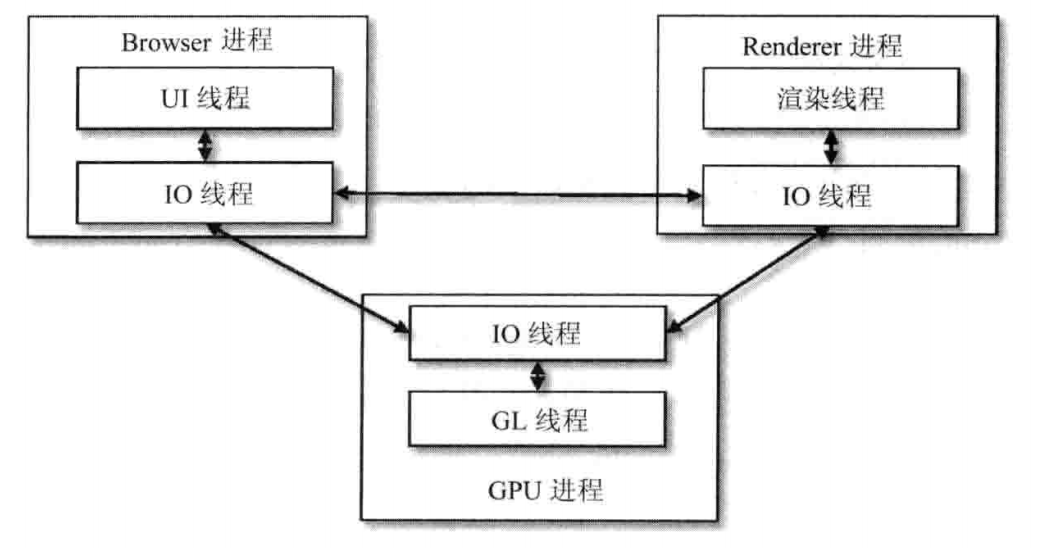 Browser 进程
UI 线程
IO 线程
Renderer 进程
渲染线程
IO 线程
IO 线程
GL 线程
GPU 进程